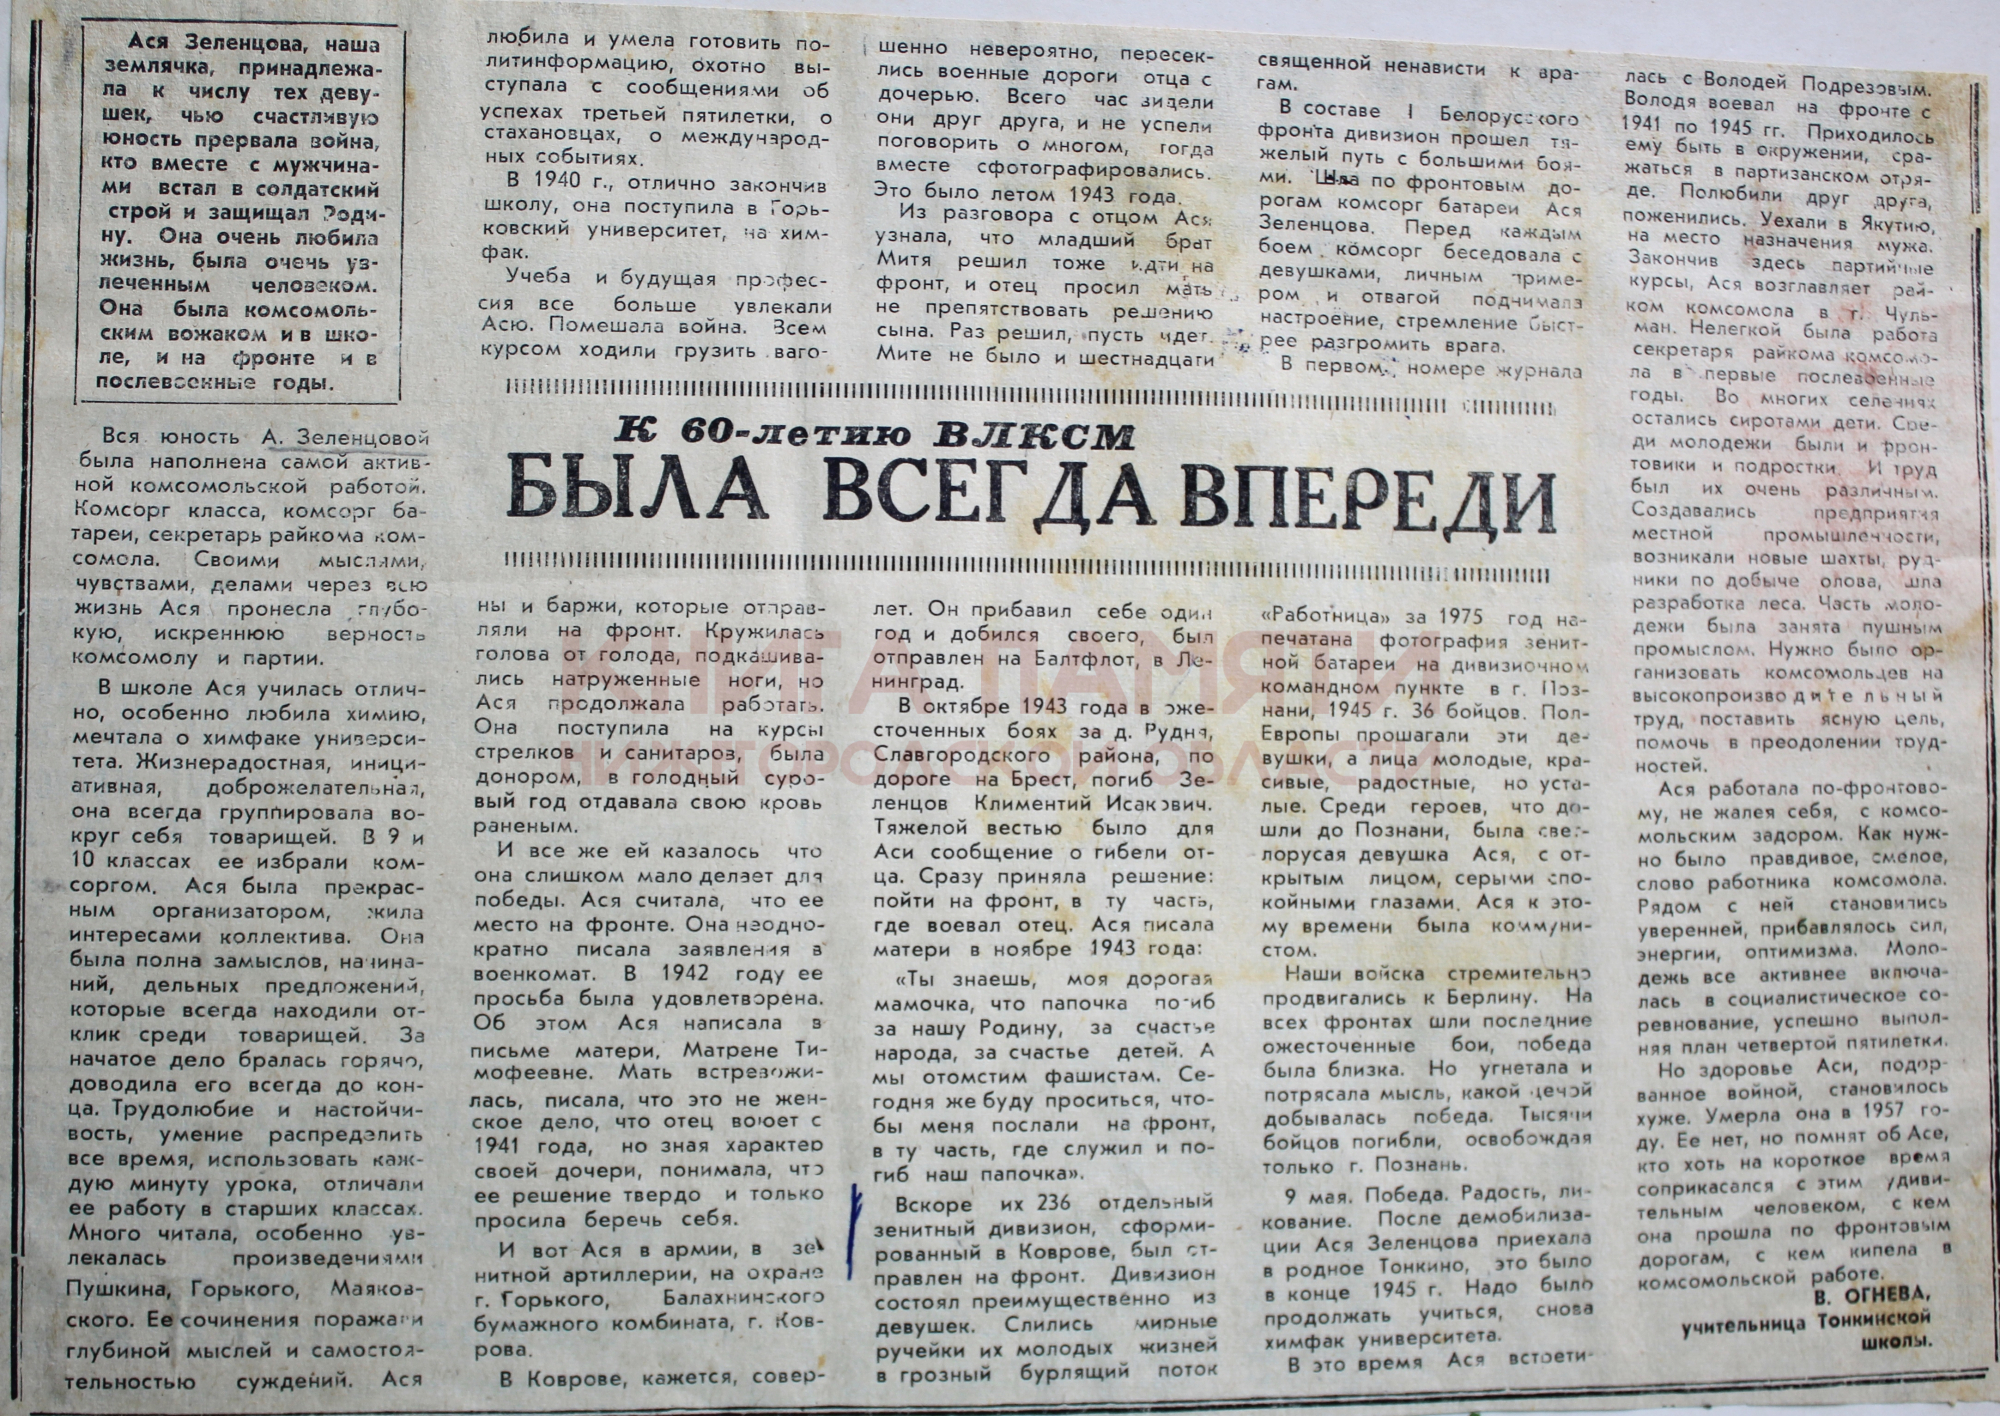 Ася Зеленцова, наша
землячка, принадлежа-
ла к числу тех деву-
шек, чью счастливую
юность прервала война,
кто вместе с мужчина-
ми встал в солдатский
строй и защищал Роди-
ну. Она очень любила
жизнь, была очень ув-
леченным человеком.
Она была комсомоль-
ским вожаком и в шко-
ле, и на фронте и в
послевоенные годы.
Вся юность А. Зеленцовой
была наполнена самой актив-
ной комсомольской работой.
Комсорг класса, комсорг ба-
тареи, секретарь райкома ком-
сомола. Своими мыслями,
чувствами, делами через всю
жизнь Ася пронесла глубо-
кую, искреннюю верность
комсомолу и партии.
В школе Ася училась отлич-
но, особенно любила химию,
мечтала о химфаке универси-
тета. Жизнерадостная, иници-
ативная, доброжелательная,
она всегда группировала во-
круг себя товарищей. В 9 и
10 классах ее избрали ком-
соргом. Ася была прекрас-
ным организатором, жила
интересами коллектива. Она
была полна замыслов, начина-
ний, дельных предложений,
которые всегда находили от-
клик среди товарищей. За
начатое дело бралась горячо,
доводила его всегда до кон-
ца. Трудолюбие и настойчи-
вость, умение распределить
все время, использовать каж-
дую минуту урока, отличали
ее работу в старших классах.
Много читала, особенно ув-
лекалась произведениями
Пушкина, Горького, Маяков-
ского. Ее сочинения поражали
глубиной мыслей и самостоя-
тельностью суждений. Ася
любила и умела готовить по-
литинформацию, охотно вы-
ступала с сообщениями об
успехах третьей пятилетки, о
стахановцах, о международ-
ных событиях.
В 1940 г., отлично закончив
школу, она поступила в Горь-
ковский университет, на хим-
фак.
Учеба и будущая профес-
сия все больше увлекали
Асю. Помешала война. Всем
курсом ходили грузить ваго-
К 60-летию ВЛКСМ
БЫЛА ВСЕГДА ВПЕРЕДИ
ны и баржи, которые отправ-
ляли на фронт. Кружилась
голова от голода, подкашива-
лись натруженные ноги, но
Ася продолжала работать.
Она поступила на курсы
стрелков и санитаров, была
донором, в голодный суро-
вый год отдавала свою кровь
раненым.
И все же ей казалось что
она слишком мало делает для
победы. Ася считала, что ее
место на фронте. Она неодно-
кратно писала заявления в
военкомат. В 1942 году ее
просьба была удовлетворена.
Об этом Ася написала в
письме матери, Матрене Ти-
мофеевне. Мать встревожи-
лась, писала, что это не жен-
ское дело, что отец воюет с
1941 года, но зная характер
своей дочери, понимала, что
ее решение твердо и только
просила беречь себя.
И вот Ася в армии, в зе-
нитной артиллерии, на охране
г. Горького, Балахнинского
бумажного комбината, г. Ков-
рова.
В Коврове, кажется, совер-
шенно невероятно, пересек-
лись военные дороги отца с
дочерью. Всего час видели
они друг друга, и не успели
поговорить о многом, тогда
вместе сфотографировались.
Это было летом 1943 года.
Из разговора с отцом Ася
узнала, что младший брат
Митя решил тоже идти на
фронт, и отец просил мать
не препятствовать решению
сына. Раз решил, пусть идет.
Мите не было и шестнадцати
лет. Он прибавил себе один
год и добился своего, был
отправлен на Балтфлот, в Ле-
нинград.
В октябре 1943 года в оже-
сточенных боях за д. Рудня,
Славгородского района, по
дороге на Брест, погиб Зе-
ленцов Климентий Исакович.
Тяжелой вестью было для
Аси сообщение о гибели от-
ца. Сразу приняла решение:
пойти на фронт, в ту часть,
где воевал отец. Ася писала
матери в ноябре 1943 года:
«Ты знаешь, моя дорогая
мамочка, что папочка погиб
за нашу Родину, за счастье
народа, за счастье детей. А
мы отомстим фашистам. Се-
годня же буду проситься, что-
бы меня послали на фронт,
в ту часть, где служил и по-
гиб наш папочка».
Вскоре их 236 отдельный
зенитный дивизион, сформи-
рованный в Коврове, был от-
правлен на фронт. Дивизион
состоял преимущественно из
девушек. Слились мирные
ручейки их молодых жизней
в грозный бурлящий поток
священной ненависти к вра-
гам.
В составе I Белорусского
фронта дивизион прошел тя-
желый путь с большими боя-
ми. Шла по фронтовым до-
рогам комсорг батареи Ася
Зеленцова. Перед каждым
боем комсорг беседовала с
девушками, личным приме-
ром и отвагой поднимала
настроение, стремление быст-
рее разгромить врага.
В первом номере журнала
«Работница» за 1975 год на-
печатана фотография зенит-
ной батареи на дивизиочном
командном пункте в г. Поз-
нани, 1945 г. 36 бойцов. Пол-
Европы прошагали эти де-
вушки, а лица молодые, кра-
сивые, радостные, но уста-
лые. Среди героев, что до-
шли до Познани, была свет-
лорусая девушка Ася, с от-
крытым лицом, серыми спо-
койными глазами. Ася к это-
му времени была коммуни-
стом.
Наши войска стремительно
продвигались к Берлину. На
всех фронтах шли последние
ожесточенные бои, победа
была близка. Но угнетала и
потрясала мысль, какой ценой
добывалась победа. Тысячи
бойцов погибли, освобождая
только г. Познань.
9 мая. Победа. Радость, ли-
кование. После демобилиза-
ции Ася Зеленцова приехала
в родное Тонкино, это было
в конце 1945 г. Надо было
продолжать учиться, снова
химфак университета.
В это время Ася встрети-
лась с Володей Подрезовым.
Володя воевал на фронте с
1941 по 1945 гг. Приходилось
ему быть в окружении, сра-
жаться в партизанском отря-
де. Полюбили друг друга,
поженились. Уехали в Якутию,
на место назначения мужа.
Закончив здесь партийные
курсы, Ася возглавляет рай-
ком комсомола в г. Чуль-
ман. Нелегкой была работа
секретаря райкома комсомо-
ла в первые послевоенные
годы. Во многих селениях
остались сиротами дети. Сре-
ди молодежи были и фрон-
товики и подростки. И труд
был их очень различным.
Создавались предприятия
местной промышленности,
возникали новые шахты, руд-
ники по добыче олова, шла
разработка леса. Часть моло-
дежи была занята пушным
промыслом. Нужно было ор-
ганизовать комсомольцев на
высокопроизводительный
труд, поставить ясную цель,
помочь в преодолении труд-
ностей.
Ася работала по-фронтово-
му, не жалея себя, с комсо-
мольским задором. Как нуж-
но было правдивое, смелое,
слово работника комсомола.
Рядом с ней становились
уверенней, прибавлялось сил,
энергии, оптимизма. Моло-
дежь все активнее включа-
лась в социалистическое со-
ревнование, успешно выпол-
няя план четвертой пятилетки.
Но здоровье Аси, подор-
ванное войной, становилось
хуже. Умерла она в 1957 го-
ду. Ее нет, но помнят об Асе,
кто хоть на короткое время
соприкасался с этим удиви-
тельным человеком, с кем
она прошла по фронтовым
дорогам, с кем кипела в
комсомольской работе.
В. ОГНЕВА,
учительница Тонкинской
школы.
КНИГА ПАМЯТИ
НИЖЕГОРОДСКОЙ ОБЛАСТИ